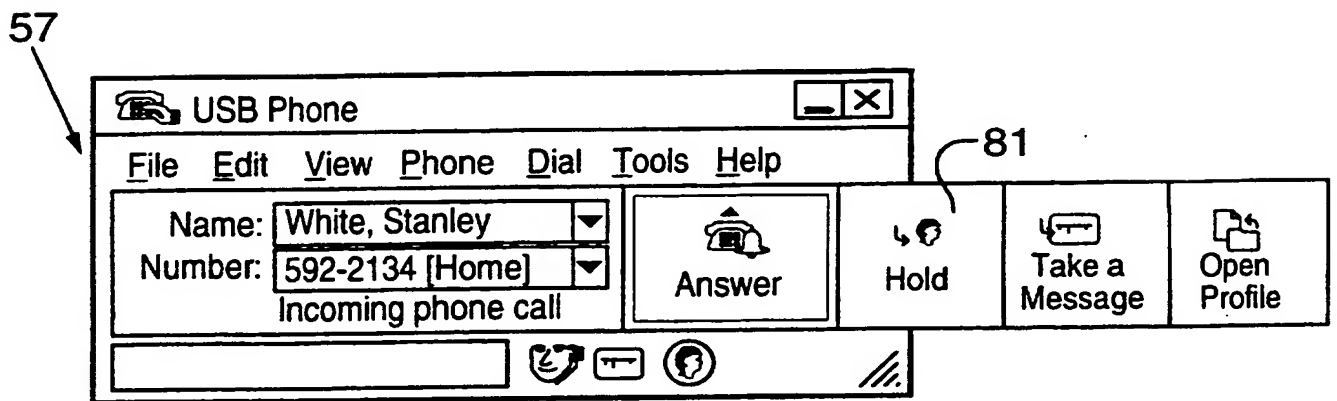 57
USB Phone
File Edit View Phone Dial Tools Help
81
Name: White, Stanley
Number: 592-2134 [Home]
Incoming phone call
Answer
Hold
Take a
Message
Open
Profile